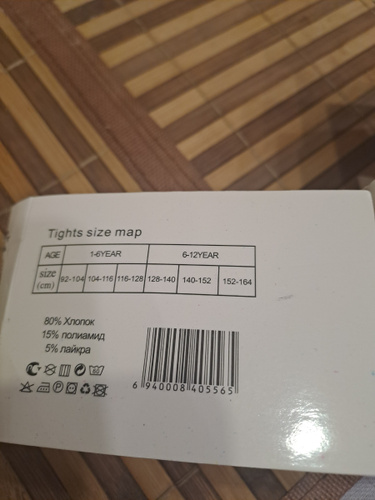 Tights size map
AGE 1-6YEAR 6-12YEAR
size (cm) 92-104 104-116 116-128 128-140 140-152 152-164
80% Хлопок
15% полиамид
5% лайкра
6 940008 405565